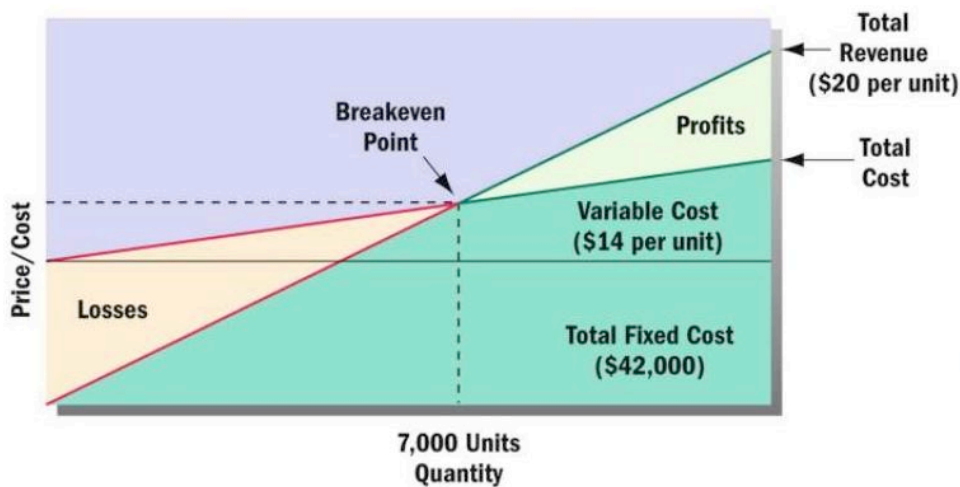 Total
Revenue
($20 per unit)
Breakeven
Point
Profits
Total
Cost
Variable Cost
($14 per unit)
Price/Cost
Losses
Total Fixed Cost
($42,000)
7,000 Units
Quantity